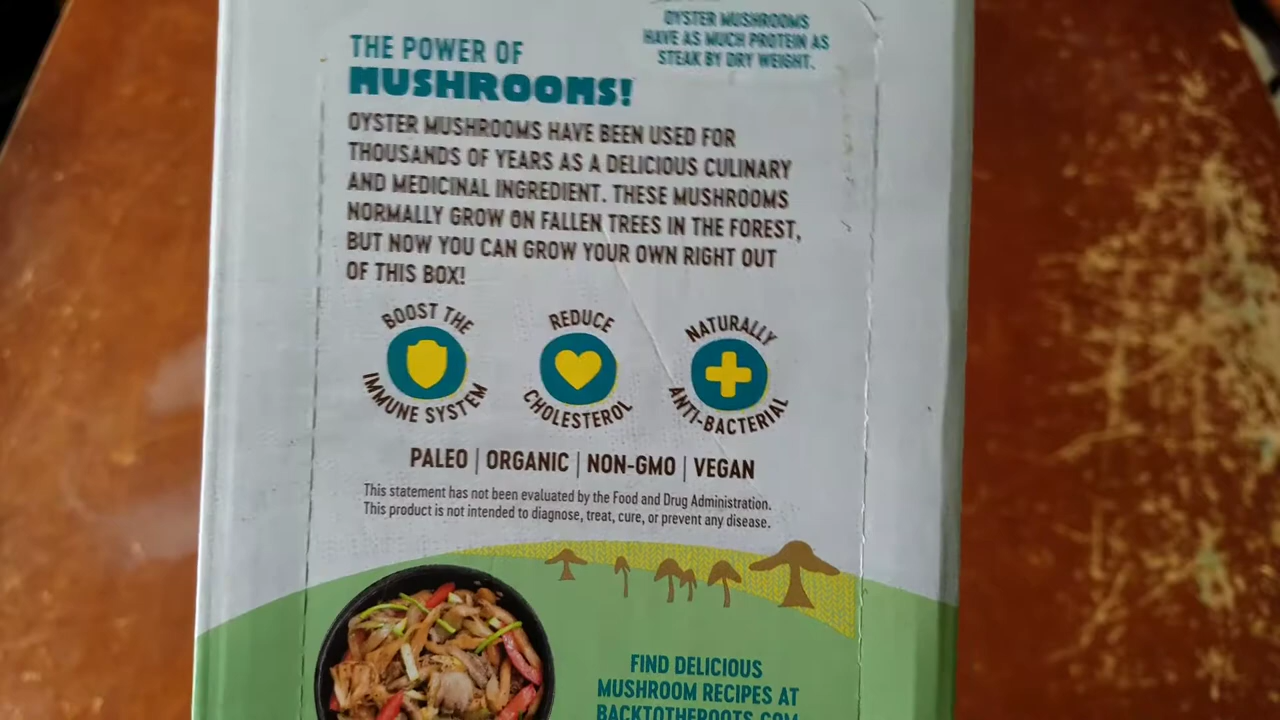 OYSTER MUSHROOMS
HAVE AS MUCH PROTEIN AS
STEAK BY DRY WEIGHT.
THE POWER OF
MUSHROOMS!
OYSTER MUSHROOMS HAVE BEEN USED FOR
THOUSANDS OF YEARS AS A DELICIOUS CULINARY
AND MEDICINAL INGREDIENT. THESE MUSHROOMS
NORMALLY GROW ON FALLEN TREES IN THE FOREST,
BUT NOW YOU CAN GROW YOUR OWN RIGHT OUT
OF THIS BOX!
BOOST THE
IMMUNE SYSTEM
REDUCE
CHOLESTEROL
NATURALLY
ANTI-BACTERIAL
PALEO | ORGANIC | NON-GMO | VEGAN
This statement has not been evaluated by the Food and Drug Administration.
This product is not intended to diagnose, treat, cure, or prevent any disease.
FIND DELICIOUS
MUSHROOM RECIPES AT
BACKTOTHEROOTS.COM